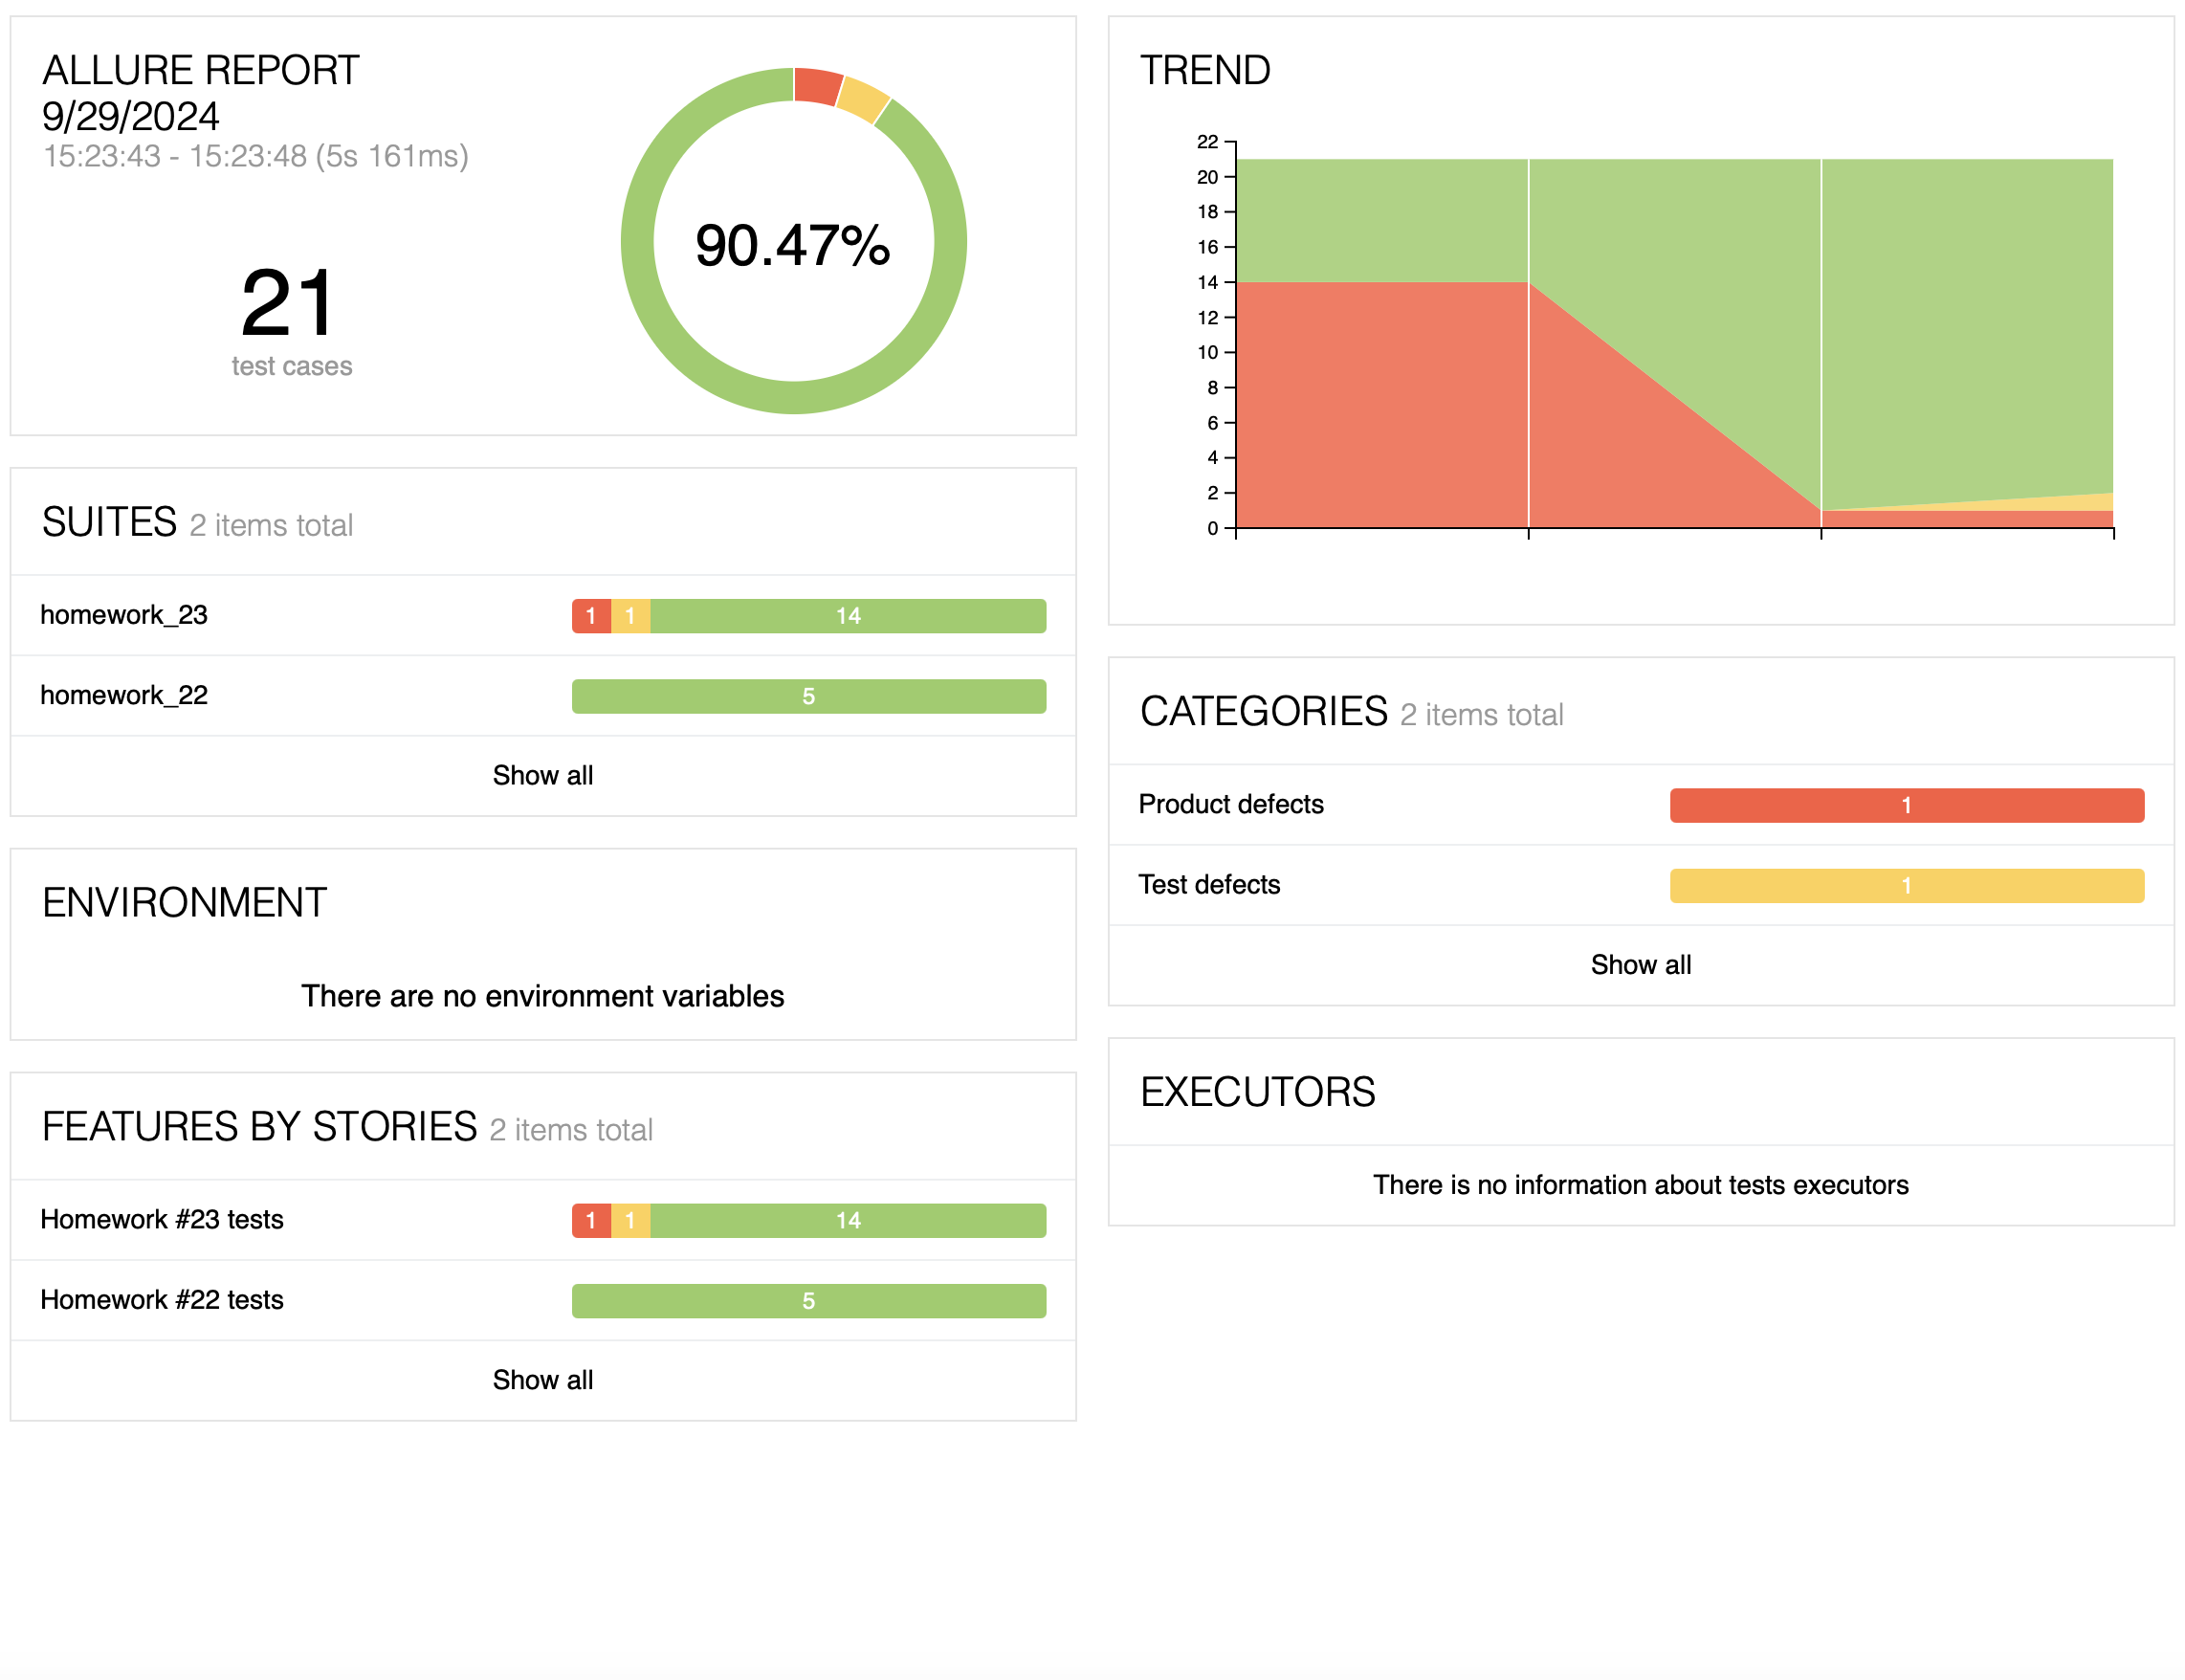 ALLURE REPORT
9/29/2024
15:23:43 - 15:23:48 (5s 161ms)
21
test cases
90.47%
SUITES 2 items total
homework_23
1 1 14
homework_22
5
Show all
ENVIRONMENT
There are no environment variables
FEATURES BY STORIES 2 items total
Homework #23 tests
1 1 14
Homework #22 tests
5
Show all
TREND
22
20
18
16
14
12
10
8
6
4
2
0
CATEGORIES 2 items total
Product defects
1
Test defects
1
Show all
EXECUTORS
There is no information about tests executors